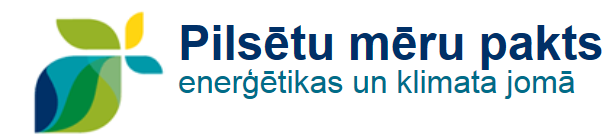 Pilsētu mēru pakts
enerģētikas un klimata jomā